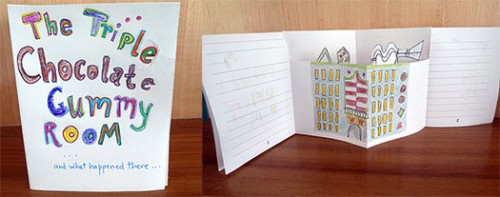 The Triple
Chocolate
Gummy
ROOM
....
and what happened there...